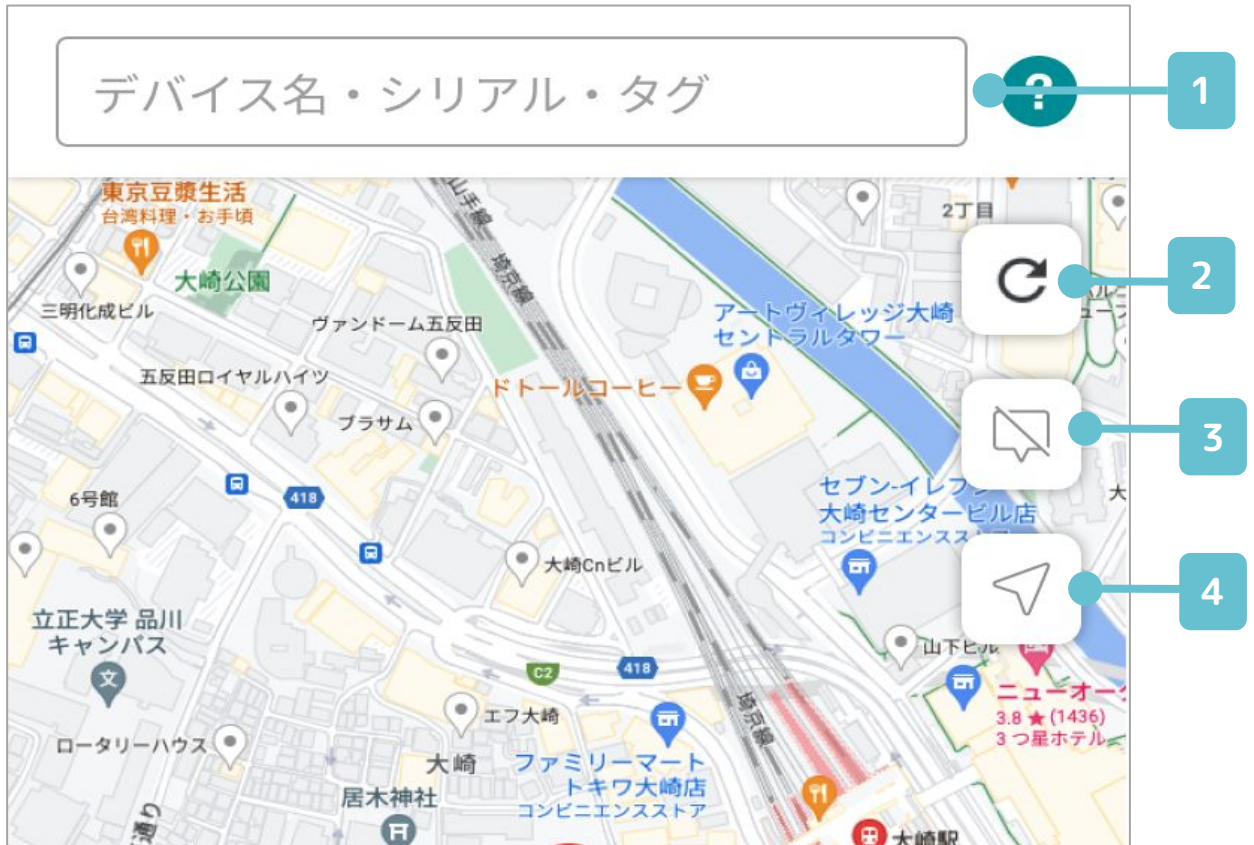 デバイス名・シリアル・タグ
?
1
東京豆漿生活
台湾料理・お手頃
2丁目
大崎公園
埼京線
2
三明化成ビル
ヴァンドーム五反田
アートヴィレッジ大崎
セントラルタワー
五反田ロイヤルハイツ
ドトールコーヒー
ブラサム
3
6号館
418
セブン-イレブン
大崎センタービル店
コンビニエンススト
大崎Cnビル
4
立正大学 品川
キャンパス
文
山下ビル
C2
418
ニューオー
3.8 ★ (1436)
3 つ星ホテル
エフ大崎
埼京線
ロータリーハウス
大崎
ファミリーマート
トキワ大崎店
コンビニエンスストア
居木神社
通り
大崎駅